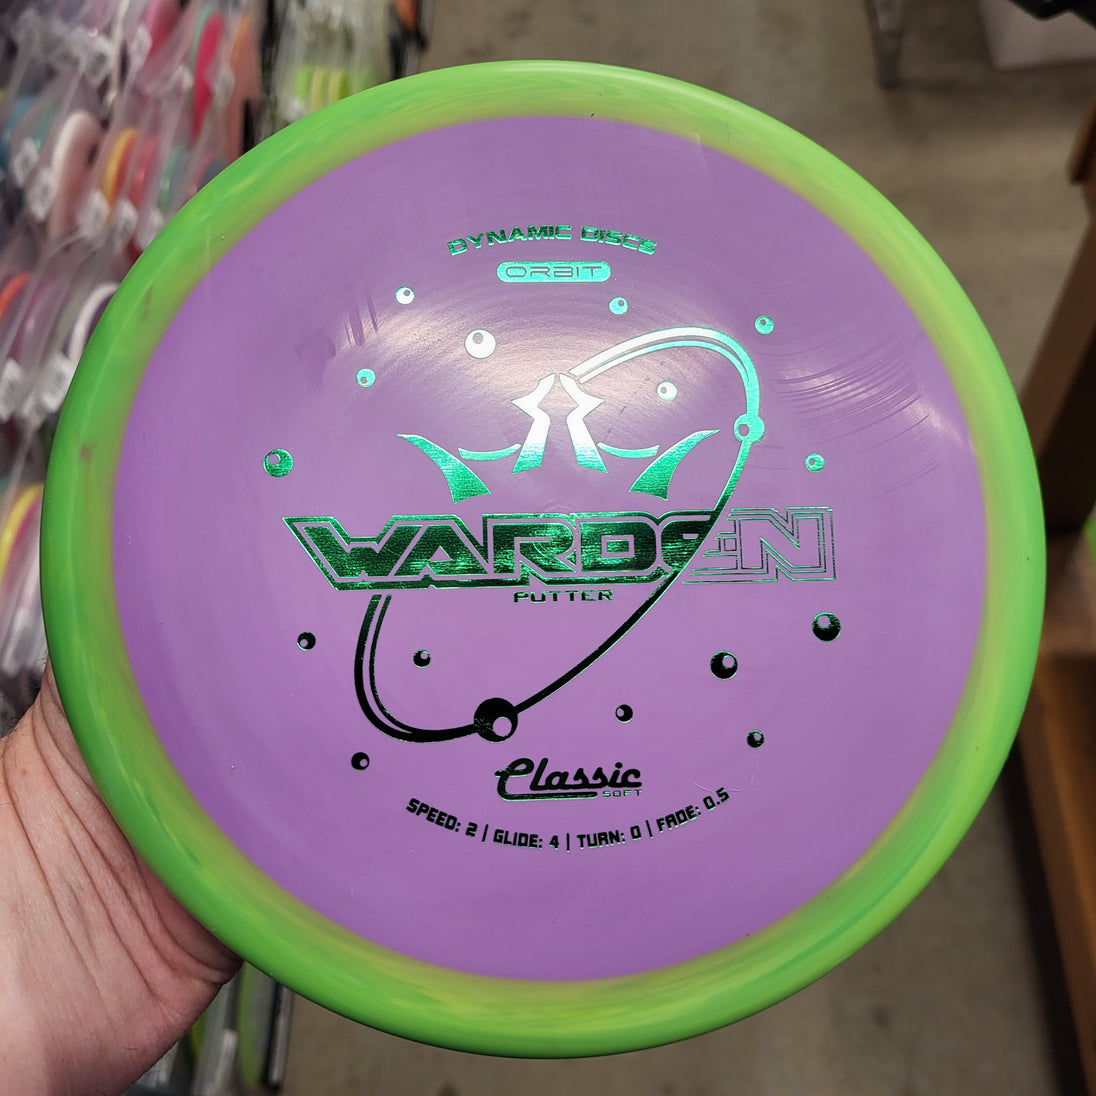 DYNAMIC DISCS
ORBIT
WARDEN
PUTTER
Classic
SOFT
SPEED: 2 | GLIDE: 4 | TURN: 0 | FADE: 0.5